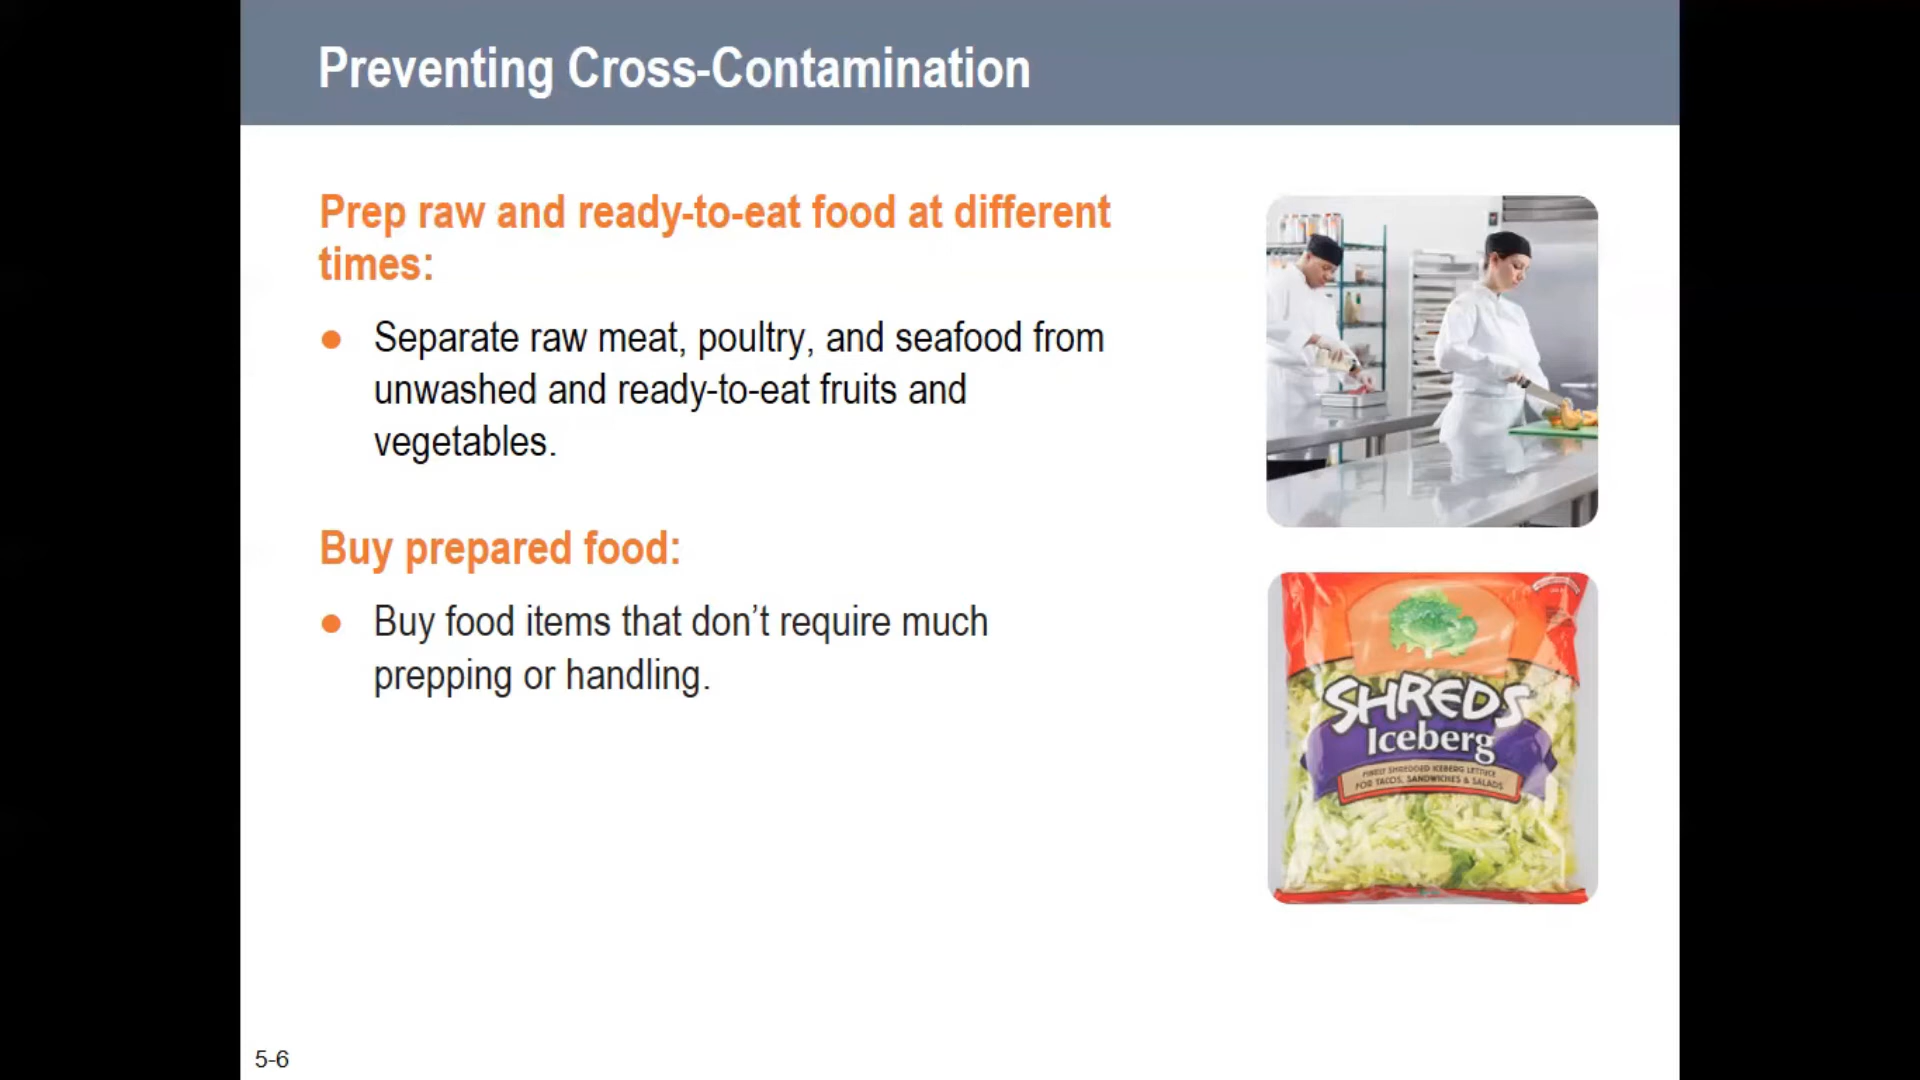 Preventing Cross-Contamination
Prep raw and ready-to-eat food at different
times:
Separate raw meat, poultry, and seafood from
unwashed and ready-to-eat fruits and
vegetables.
Buy prepared food:
Buy food items that don’t require much
prepping or handling.
SHREDS
Iceberg
FINELY SHREDDED ICEBERG LETTUCE
FOR TACOS, SANDWICHES & SALADS
5-6